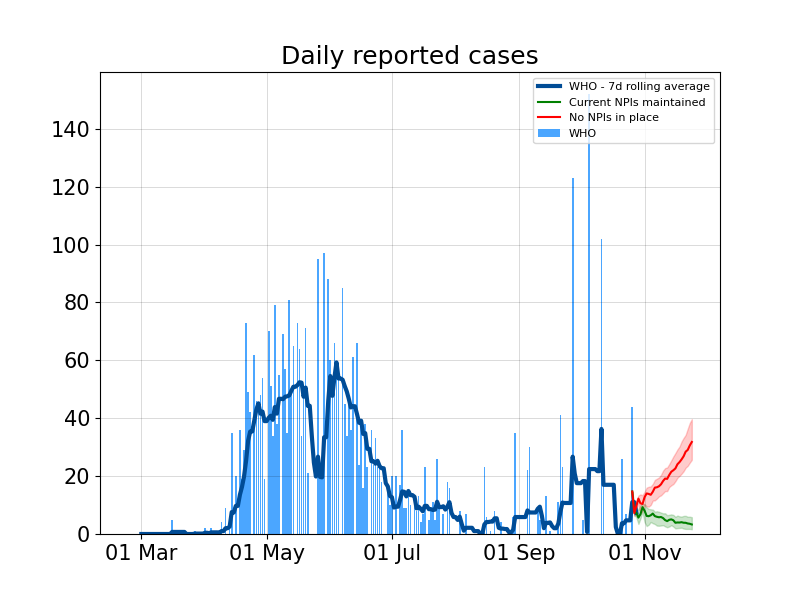 Daily reported cases
WHO - 7d rolling average
Current NPIs maintained
No NPIs in place
WHO
140
120
100
80
60
40
20
0
01 Mar 01 May 01 Jul 01 Sep 01 Nov